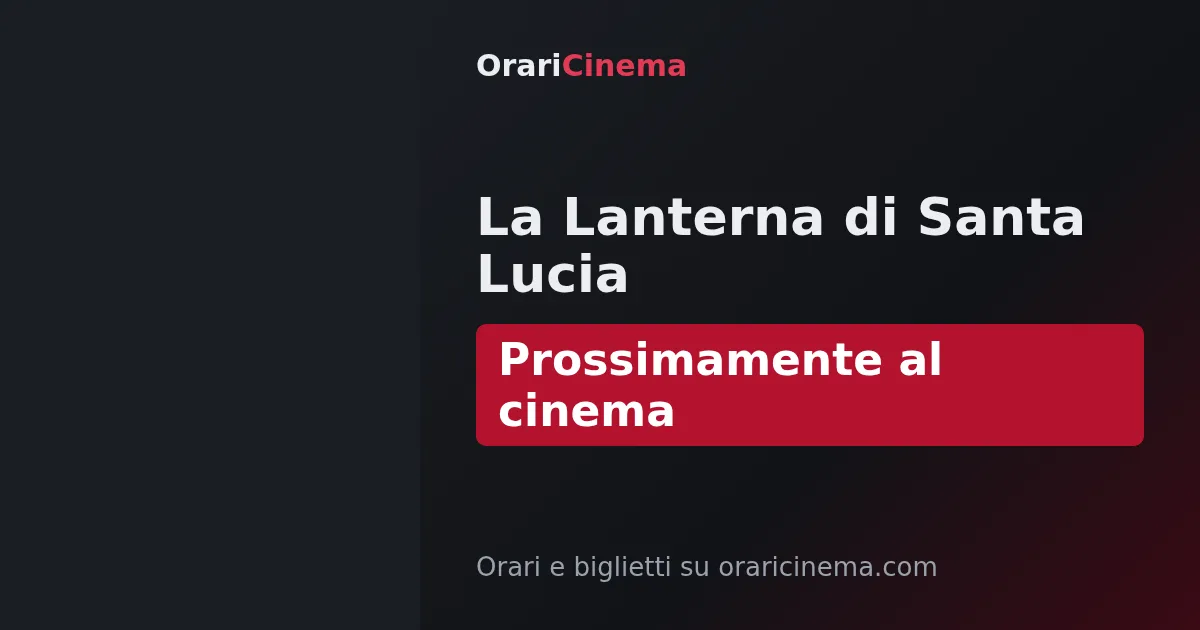 OrariCinema
La Lanterna di Santa
Lucia
Prossimamente al
cinema
Orari e biglietti su oraricinema.com